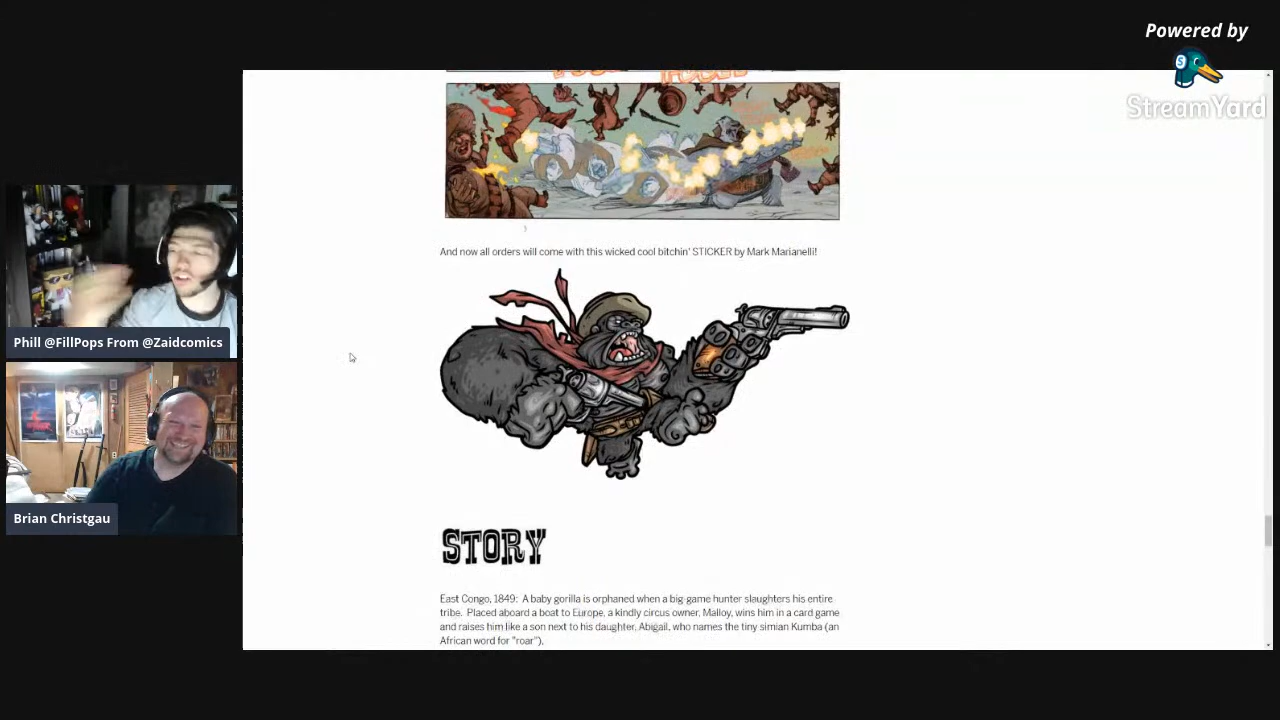 Powered by
StreamYard
And now all orders will come with this wicked cool bitchin' STICKER by Mark Marianelli!
Phill @FillPops From @Zaidcomics
Brian Christgau
STORY
East Congo, 1849: A baby gorilla is orphaned when a big-game hunter slaughters his entire
tribe. Placed aboard a boat to Europe, a kindly circus owner, Malloy, wins him in a card game
and raises him like a son next to his daughter, Abigail, who names the tiny simian Kumba (an
African word for "roar").